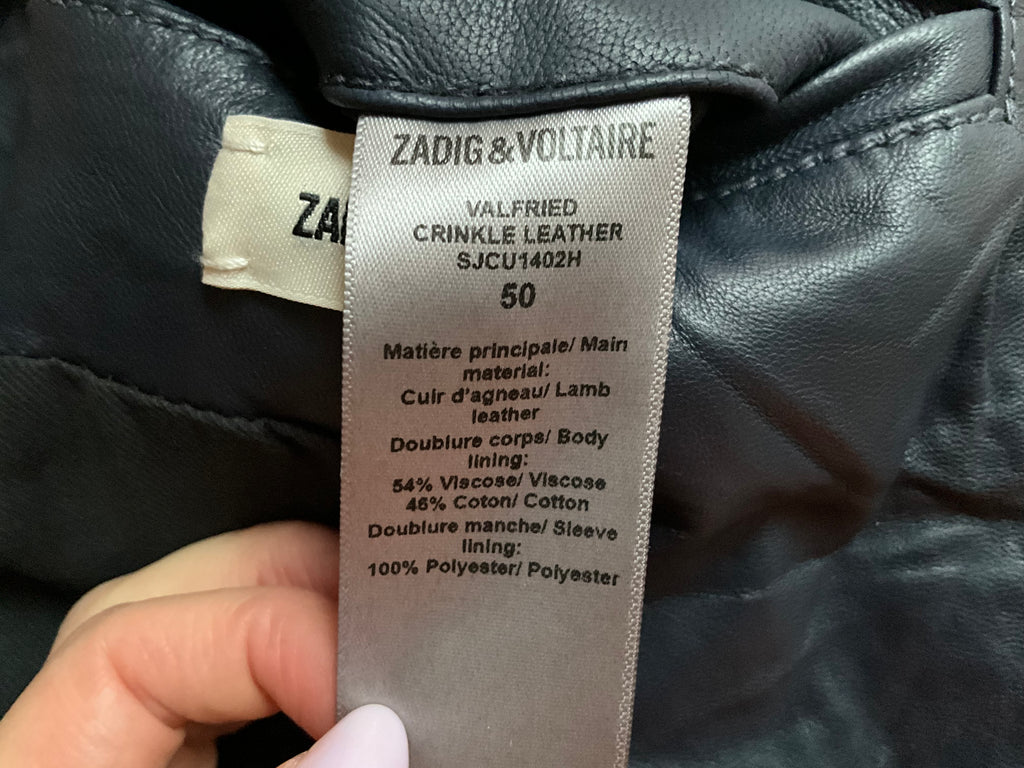 ZADIG & VOLTAIRE
VALFRIED
CRINKLE LEATHER
SJCU1402H
50
Matière principale/ Main
material:
Cuir d'agneau/ Lamb
leather
Doublure corps/ Body
lining:
54% Viscose/ Viscose
46% Coton/ Cotton
Doublure manche/ Sleeve
lining:
100% Polyester/ Polyester
ZA